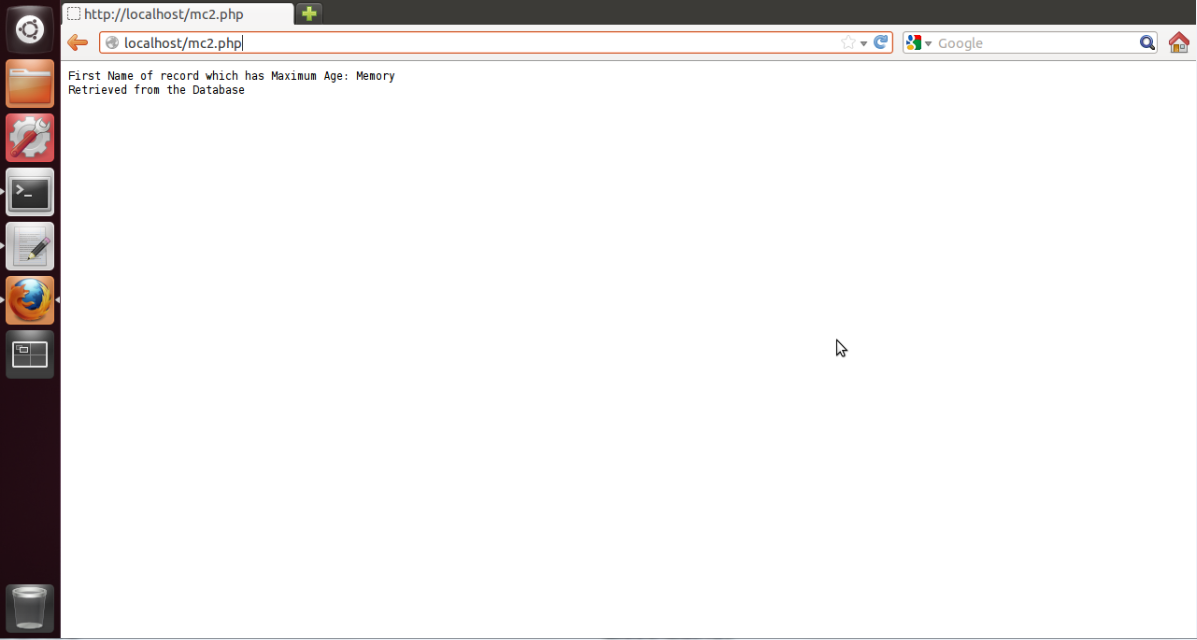 http://localhost/mc2.php
localhost/mc2.php
Google
First Name of record which has Maximum Age: Memory
Retrieved from the Database